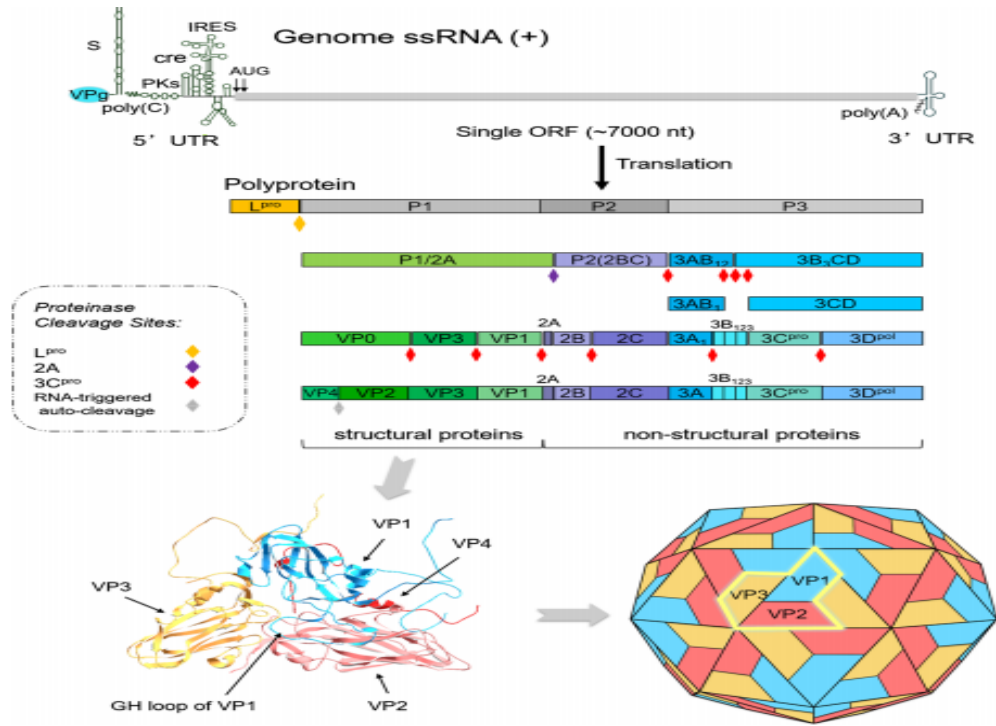 IRES
Genome ssRNA (+)
S
cre
AUG
PKs
VPg
poly(C)
poly(A)
5' UTR
Single ORF (~7000 nt)
3' UTR
Translation
Polyprotein
Lpro P1 P2 P3
P1/2A P2(2BC) 3AB12 3B3CD
3AB3 3CD
Proteinase
Cleavage Sites:
Lpro
2A
3Cpro
RNA-triggered
auto-cleavage
2A 3B123
VP0 VP3 VP1 2B 2C 3A 3Cpro 3Dpol
2A 3B123
VP4 VP2 VP3 VP1 2B 2C 3A 3Cpro 3Dpol
structural proteins non-structural proteins
VP1
VP4
VP3
GH loop of VP1
VP2
VP1
VP3
VP2